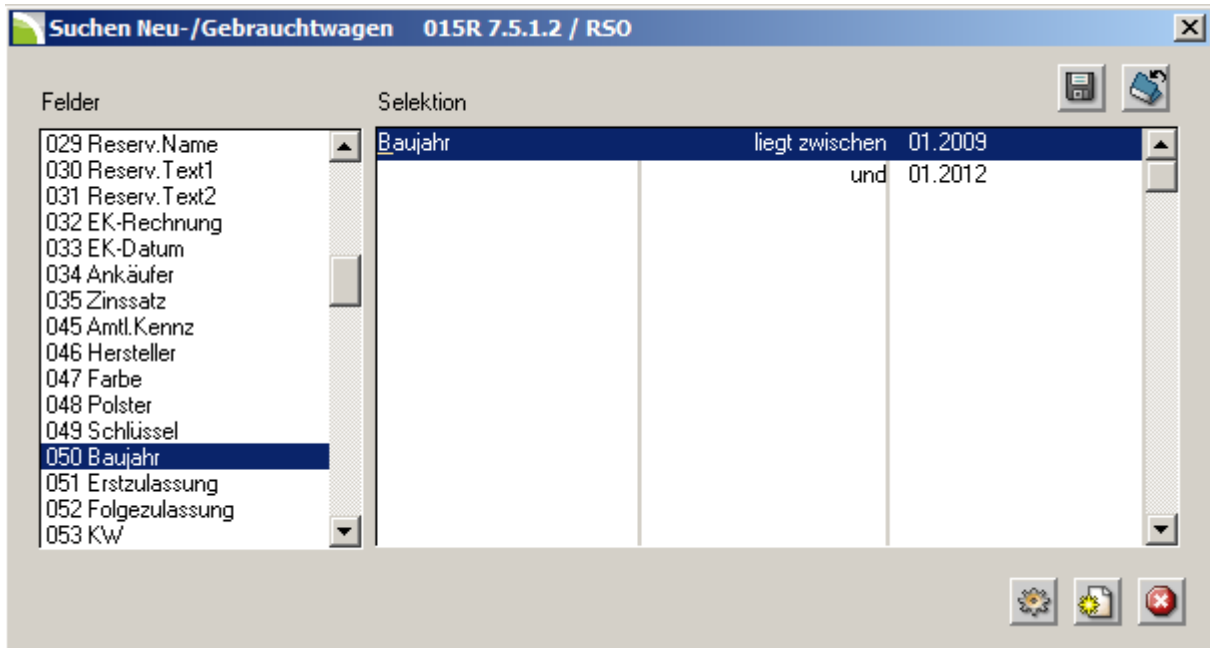 Suchen Neu-/Gebrauchtwagen 015R 7.5.1.2 / RSO
Felder
Selektion
029 Reserv.Name
030 Reserv.Text1
031 Reserv.Text2
032 EK-Rechnung
033 EK-Datum
034 Ankäufer
035 Zinssatz
045 Amtl.Kennz
046 Hersteller
047 Farbe
048 Polster
049 Schlüssel
050 Baujahr
051 Erstzulassung
052 Folgezulassung
053 KW
Baujahr liegt zwischen 01.2009
und 01.2012